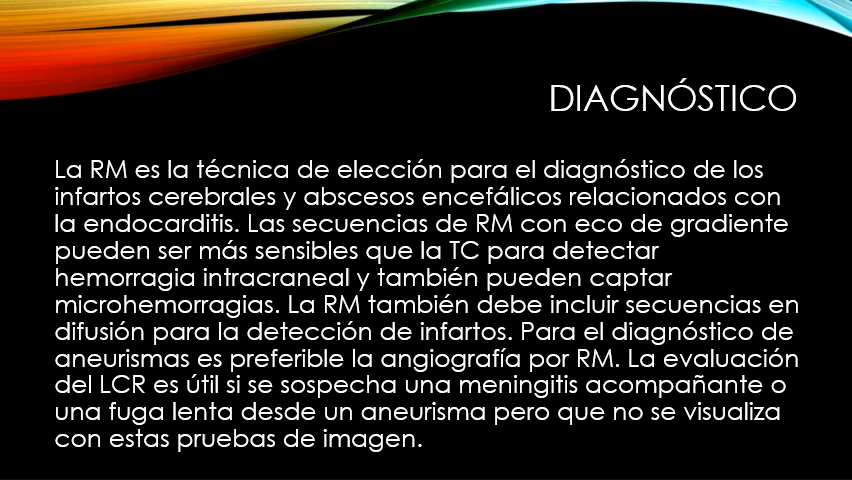 DIAGNÓSTICO
La RM es la técnica de elección para el diagnóstico de los
infartos cerebrales y abscesos encefálicos relacionados con
la endocarditis. Las secuencias de RM con eco de gradiente
pueden ser más sensibles que la TC para detectar
hemorragia intracraneal y también pueden captar
microhemorragias. La RM también debe incluir secuencias en
difusión para la detección de infartos. Para el diagnóstico de
aneurismas es preferible la angiografía por RM. La evaluación
del LCR es útil si se sospecha una meningitis acompañante o
una fuga lenta desde un aneurisma pero que no se visualiza
con estas pruebas de imagen.